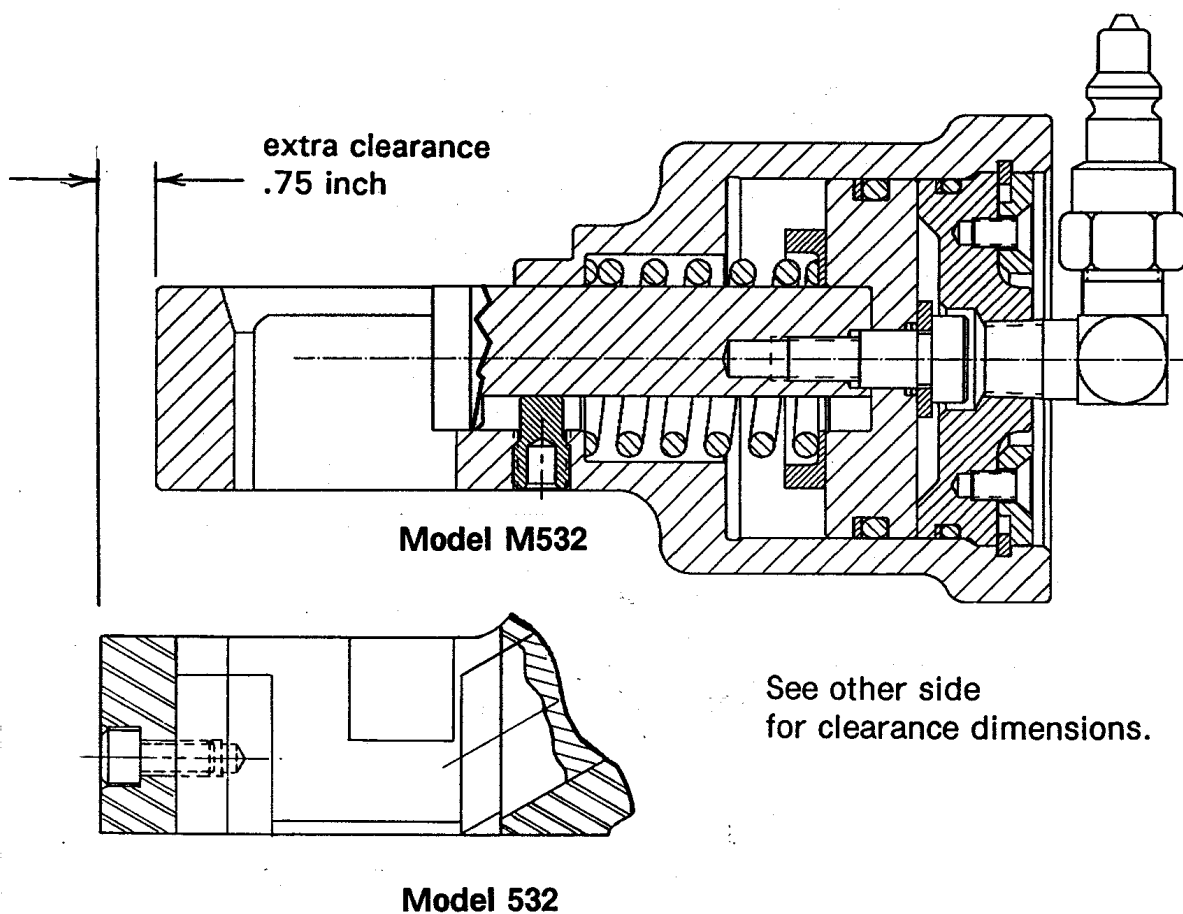 extra clearance
.75 inch
Model M532
See other side
for clearance dimensions.
Model 532